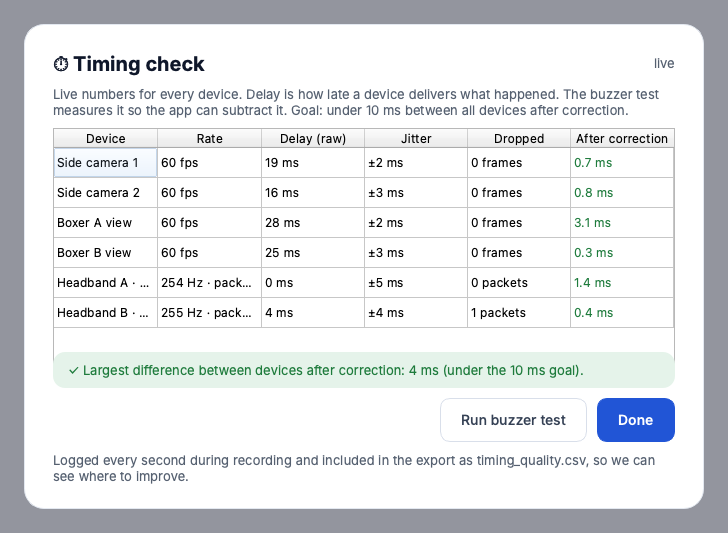 ⏱ Timing check
live
Live numbers for every device. Delay is how late a device delivers what happened. The buzzer test
measures it so the app can subtract it. Goal: under 10 ms between all devices after correction.
Device Rate Delay (raw) Jitter Dropped After correction
Side camera 1 60 fps 19 ms ±2 ms 0 frames 0.7 ms
Side camera 2 60 fps 16 ms ±3 ms 0 frames 0.8 ms
Boxer A view 60 fps 28 ms ±2 ms 0 frames 3.1 ms
Boxer B view 60 fps 25 ms ±3 ms 0 frames 0.3 ms
Headband A · ... 254 Hz · pack... 0 ms ±5 ms 0 packets 1.4 ms
Headband B · ... 255 Hz · pack... 4 ms ±4 ms 1 packets 0.4 ms
✓ Largest difference between devices after correction: 4 ms (under the 10 ms goal).
Run buzzer test
Done
Logged every second during recording and included in the export as timing_quality.csv, so we can
see where to improve.